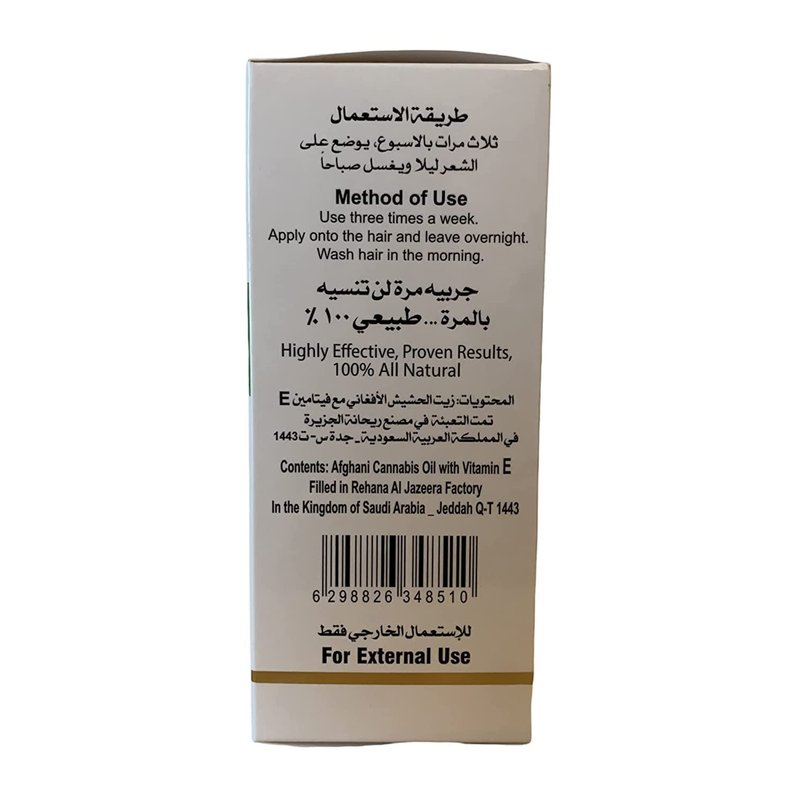 طريقة الاستعمال
ثلاث مرات بالاسبوع، يوضع على
الشعر ليلا ويغسل صباحاً
Method of Use
Use three times a week.
Apply onto the hair and leave overnight.
Wash hair in the morning.
جربيه مرة لن تنسيه
بالمرة... طبيعي ١٠٠ ٪
Highly Effective, Proven Results,
100% All Natural
المحتويات: زيت الحشيش الأفغاني مع فيتامين E
تمت التعبئة في مصنع ريحانة الجزيرة
في المملكة العربية السعودية _ جدة س-ت 1443
Contents: Afghani Cannabis Oil with Vitamin E
Filled in Rehana Al Jazeera Factory
In the Kingdom of Saudi Arabia _ Jeddah Q-T 1443
6 298826 348510
للإستعمال الخارجي فقط
For External Use